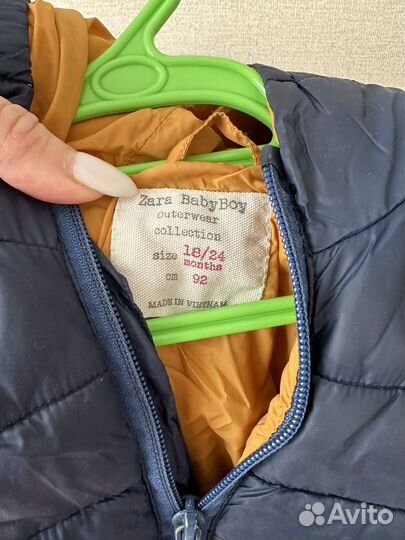 Zara BabyBoy
outerwear
collection
size 18/24
months
cm 92
MADE IN VIETNAM
Avito